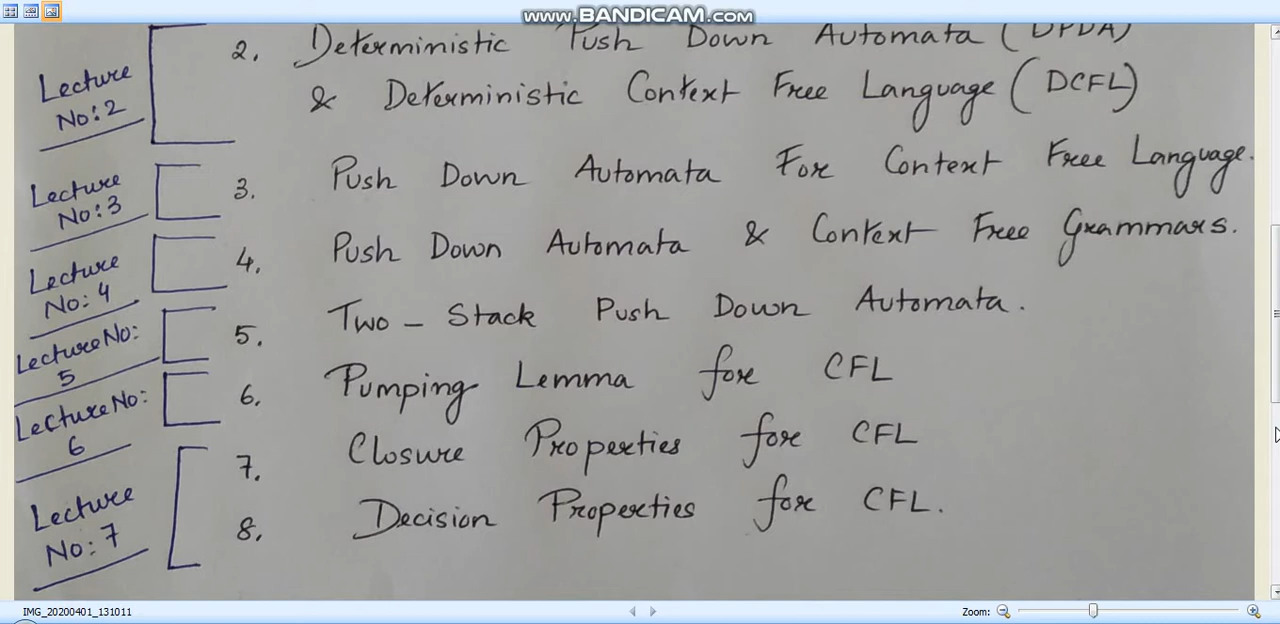 www.BANDICAM.com
Lecture No:2
2. Deterministic Push Down Automata (DPDA)
& Deterministic Context Free Language (DCFL)
Lecture No:3
3. Push Down Automata For Context Free Language.
Lecture No:4
4. Push Down Automata & Context Free Grammars.
Lecture No: 5
5. Two-Stack Push Down Automata.
Lecture No: 6
6. Pumping Lemma for CFL
Lecture No:7
7. Closure Properties for CFL
8. Decision Properties for CFL.
IMG_20200401_131011
Zoom: